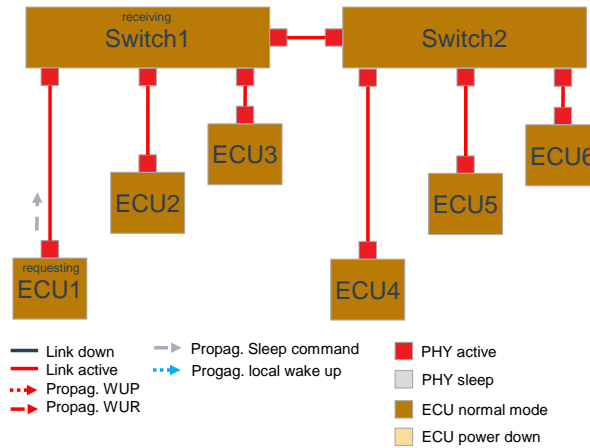 receiving
Switch1
Switch2
ECU3
ECU6
ECU2
ECU5
requesting
ECU1
ECU4
Link down
Link active
Propag. WUP
Propag. WUR
Propag. Sleep command
Progag. local wake up
PHY active
PHY sleep
ECU normal mode
ECU power down